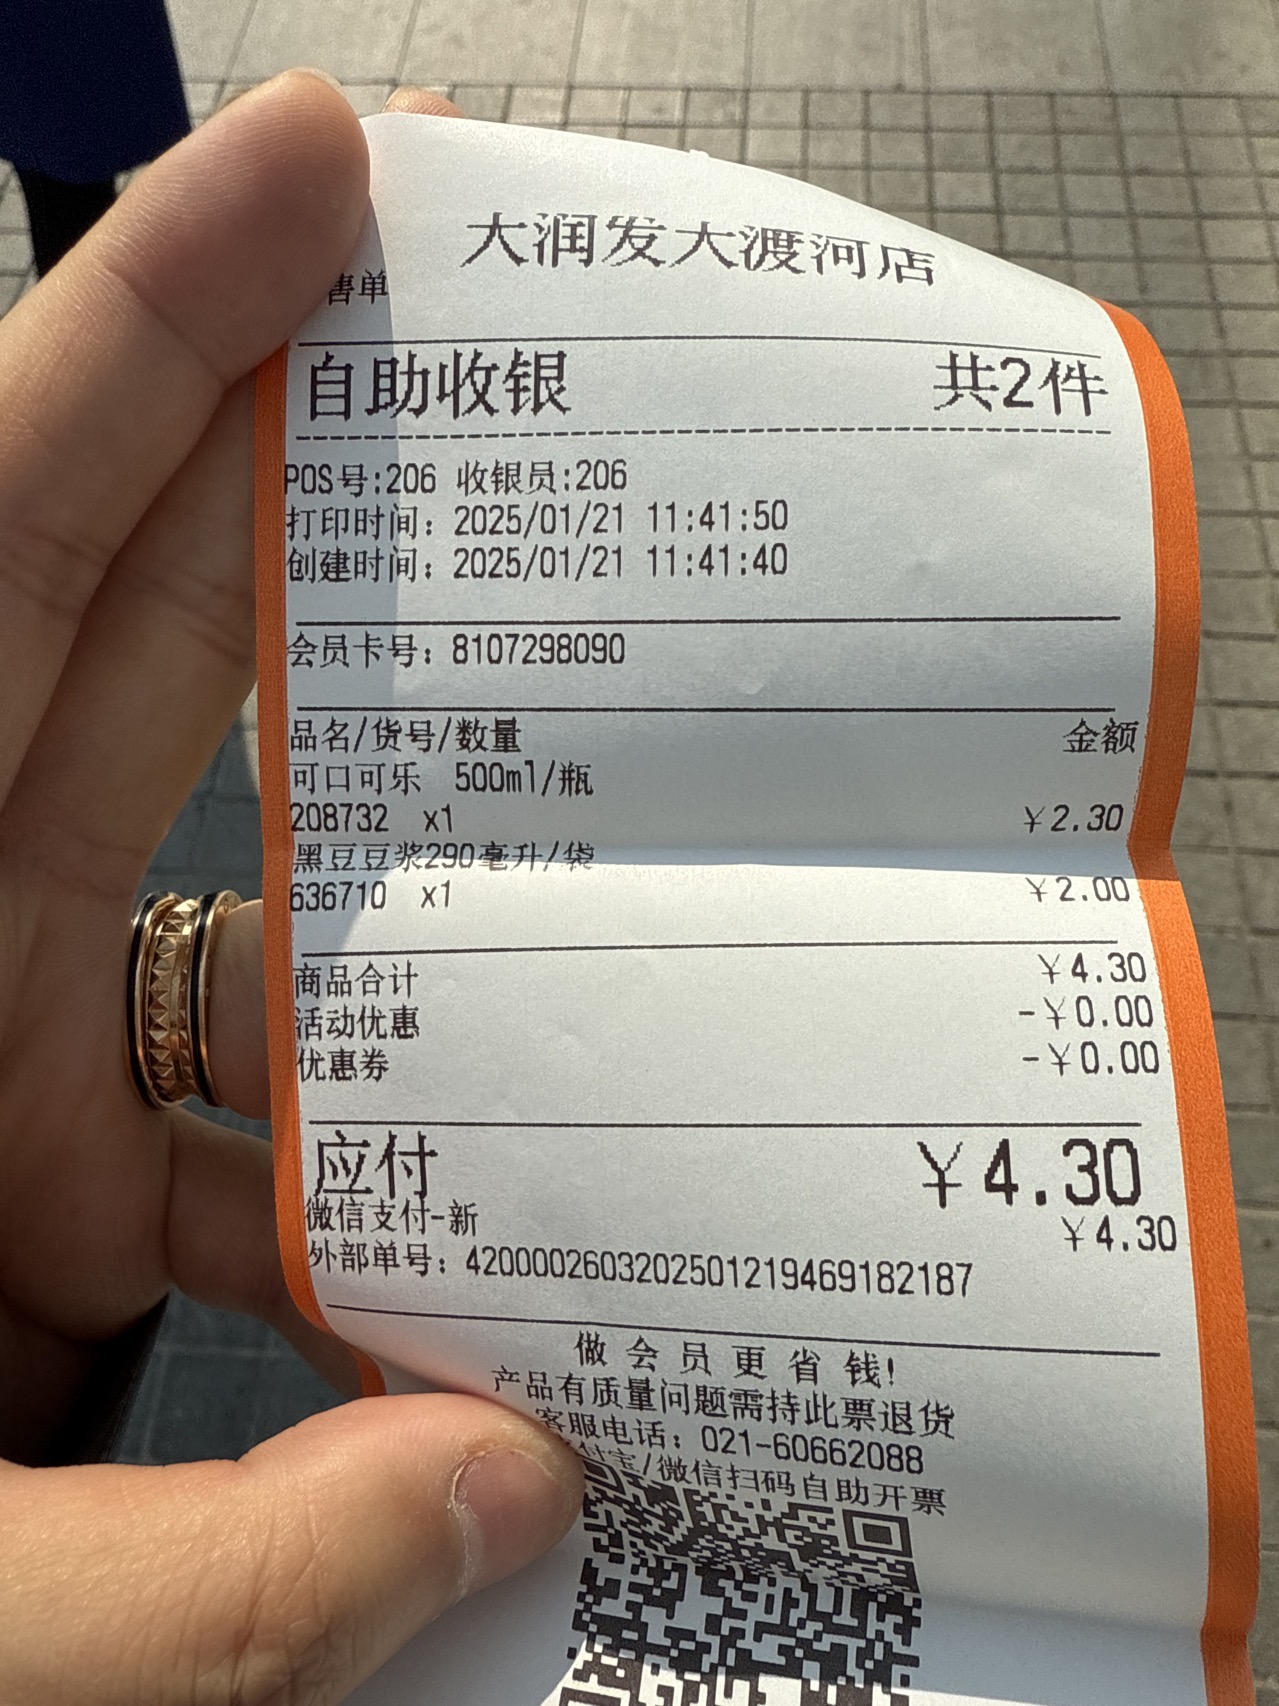 大润发大渡河店
售单
自助收银 共2件
POS号:206 收银员:206
打印时间: 2025/01/21 11:41:50
创建时间: 2025/01/21 11:41:40
会员卡号: 8107298090
品名/货号/数量 金额
可口可乐 500ml/瓶
208732 x1 ¥2.30
黑豆豆浆290毫升/袋
636710 x1 ¥2.00
商品合计 ¥4.30
活动优惠 -¥0.00
优惠券 -¥0.00
应付 ¥4.30
微信支付-新 ¥4.30
外部单号: 4200002603202501219469182187
做会员更省钱!
产品有质量问题需持此票退货
客服电话: 021-60662088
付宝/微信扫码自助开票